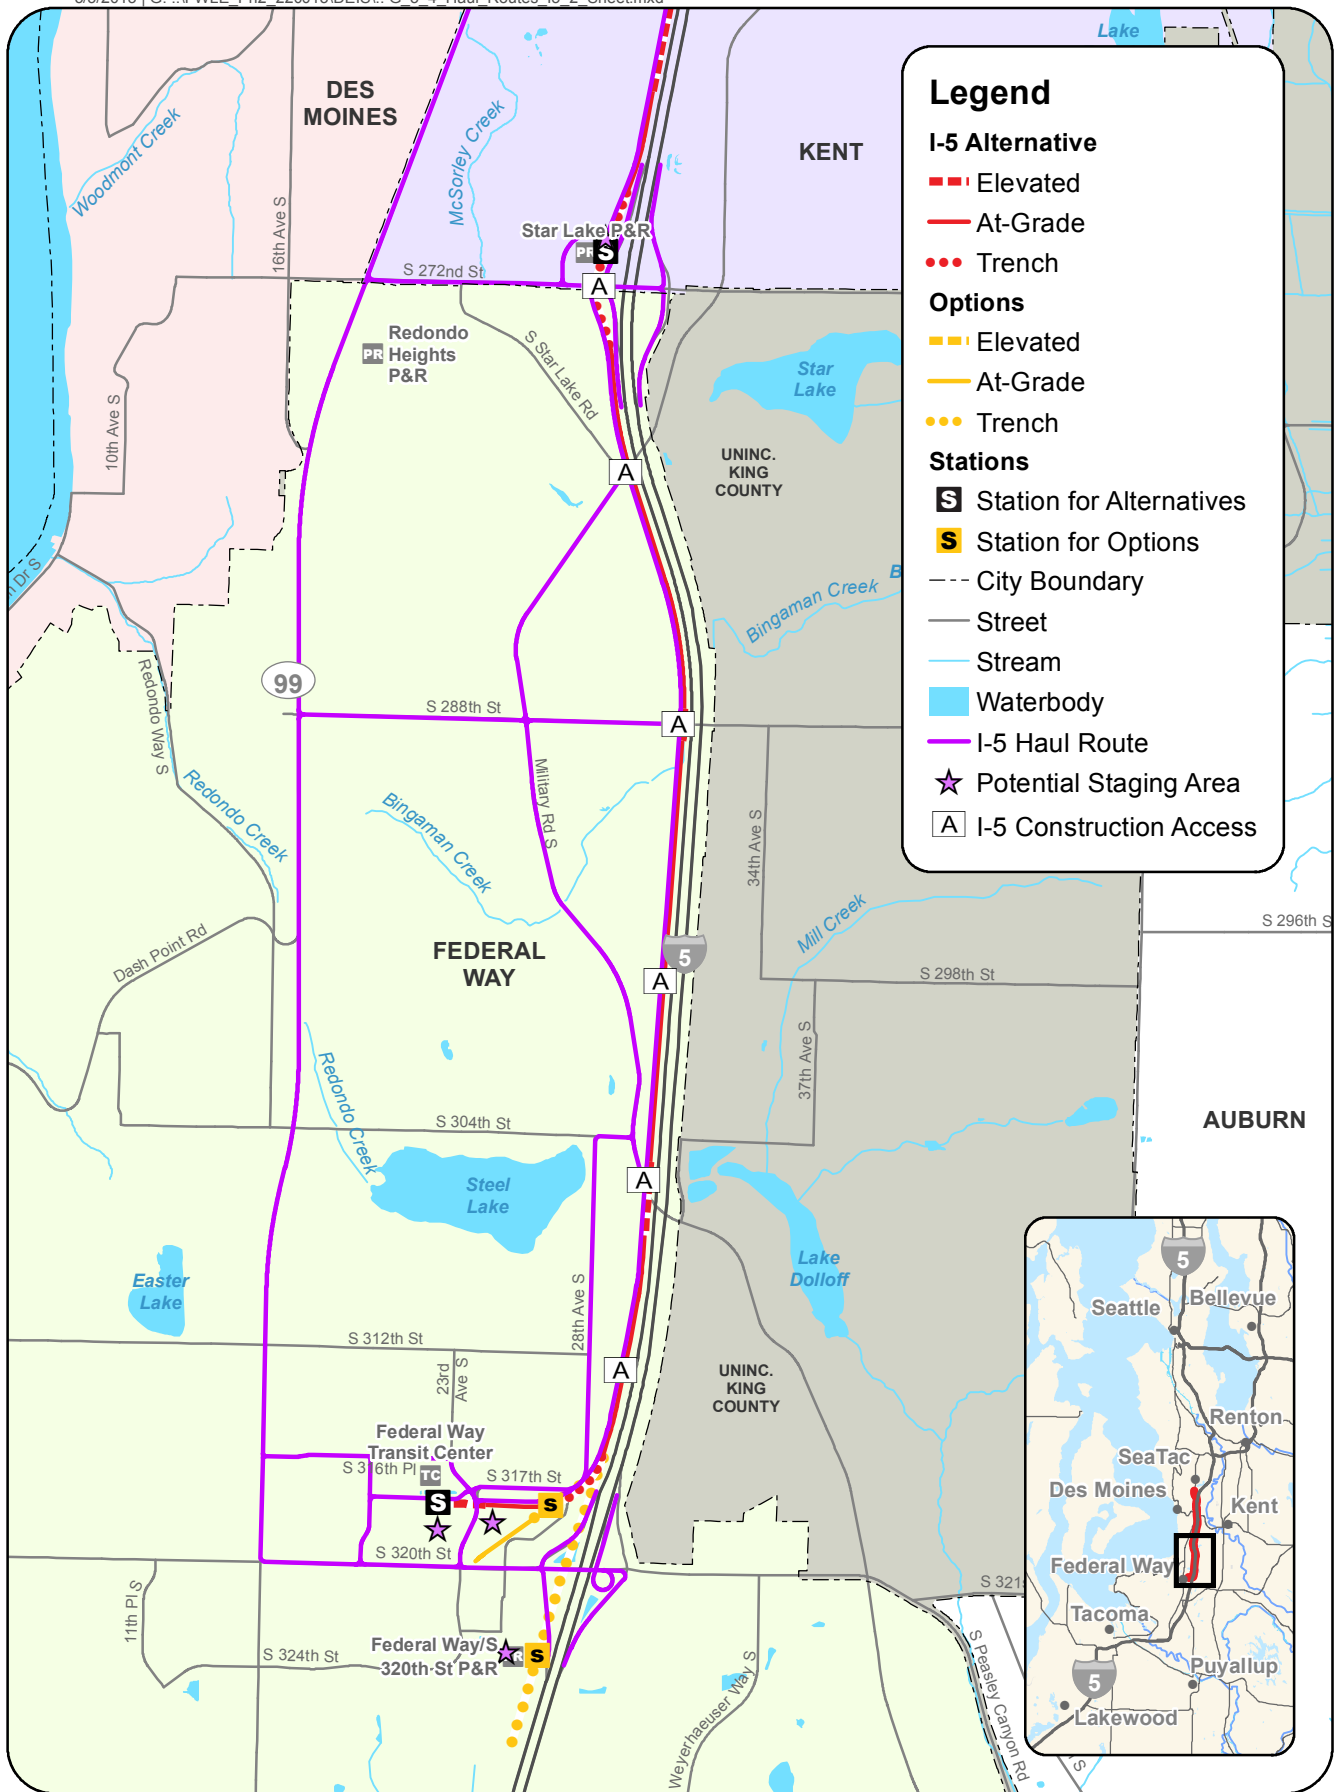 Lake
DES
MOINES
Woodmont Creek
McSorley Creek
KENT
16th Ave S
Star Lake P&R
PR
S
S 272nd St
A
Redondo
Heights
P&R
PR
S Star Lake Rd
Star
Lake
10th Ave S
A
UNINC.
KING
COUNTY
Bingaman Creek
B
Dr S
Redondo Way S
99
S 288th St
A
Military Rd S
Redondo Creek
Bingaman Creek
34th Ave S
Mill Creek
S 296th S
Dash Point Rd
FEDERAL
WAY
5
A
S 298th St
37th Ave S
Redondo Creek
S 304th St
AUBURN
A
Steel
Lake
Lake
Dolloff
Easter
Lake
28th Ave S
S 312th St
23rd
Ave S
A
UNINC.
KING
COUNTY
Federal Way
Transit Center
S 316th Pl
TC
S 317th St
S
S
S 320th St
11th Pl S
S 321s
Federal Way/S
320th St P&R
S
S 324th St
Weyerhaeuser Way S
S Peasley Canyon Rd
Legend
I-5 Alternative
Elevated
At-Grade
Trench
Options
Elevated
At-Grade
Trench
Stations
S Station for Alternatives
S Station for Options
City Boundary
Street
Stream
Waterbody
I-5 Haul Route
Potential Staging Area
A I-5 Construction Access
5
Seattle
Bellevue
Renton
SeaTac
Des Moines
Kent
Federal Way
Tacoma
Puyallup
5
Lakewood
S